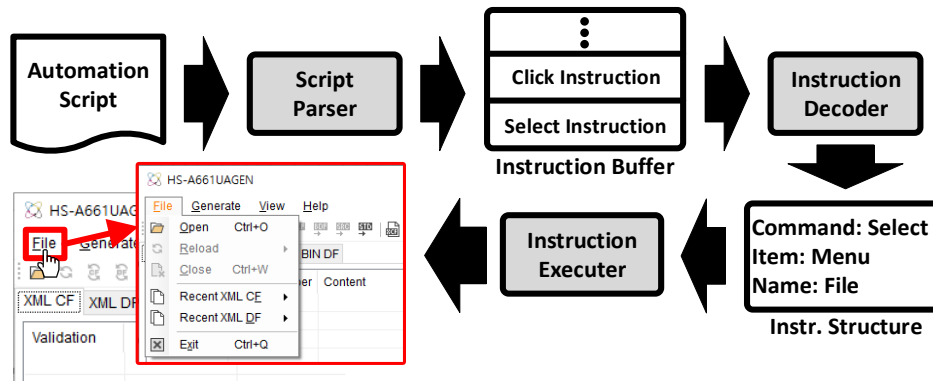 Automation
Script
Script
Parser
Click Instruction
Select Instruction
Instruction Buffer
Instruction
Decoder
Command: Select
Item: Menu
Name: File
Instr. Structure
Instruction
Executer
HS-A661UAGEN
File Generate View Help
Open Ctrl+O
Reload
Close Ctrl+W
Recent XML CF
Recent XML DF
Exit Ctrl+Q
BIN DF
Content
HS-A661UAG
File Generate
XML CF XML D
Validation